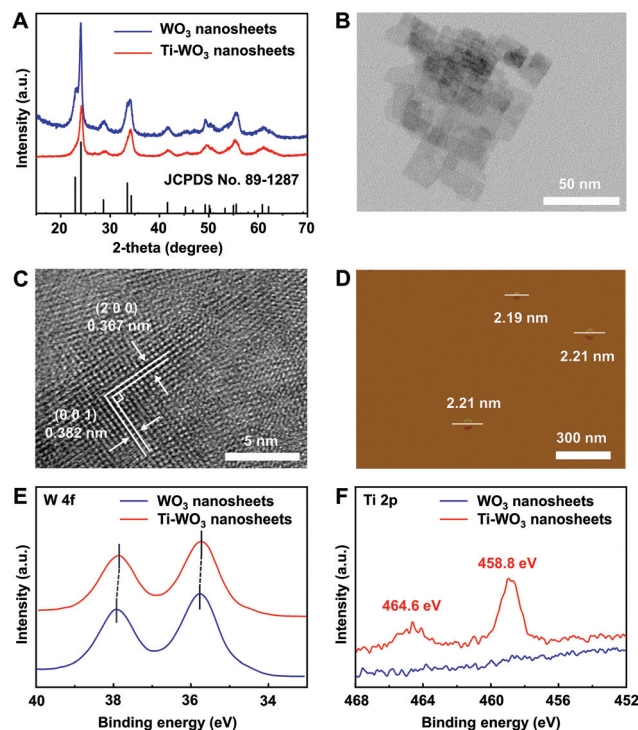 A
WO₃ nanosheets
Ti-WO₃ nanosheets
Intensity (a.u.)
JCPDS No. 89-1287
20 30 40 50 60 70
2-theta (degree)
B
50 nm
C
(2 0 0)
0.367 nm
(0 0 1)
0.382 nm
5 nm
D
2.19 nm
2.21 nm
2.21 nm
300 nm
E
W 4f
WO₃ nanosheets
Ti-WO₃ nanosheets
Intensity (a.u.)
40 38 36 34
Binding energy (eV)
F
Ti 2p
WO₃ nanosheets
Ti-WO₃ nanosheets
458.8 eV
464.6 eV
Intensity (a.u.)
468 464 460 456 452
Binding energy (eV)